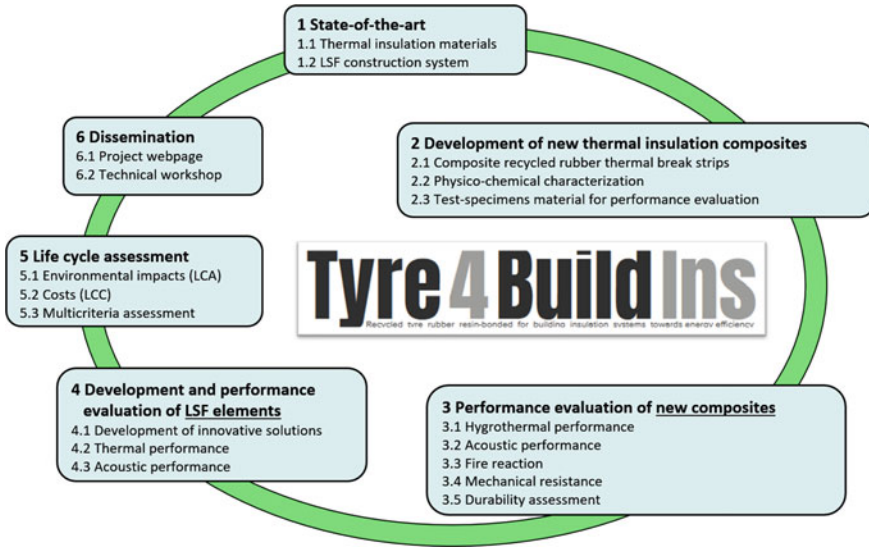 1 State-of-the-art
1.1 Thermal insulation materials
1.2 LSF construction system
2 Development of new thermal insulation composites
2.1 Composite recycled rubber thermal break strips
2.2 Physico-chemical characterization
2.3 Test-specimens material for performance evaluation
3 Performance evaluation of new composites
3.1 Hygrothermal performance
3.2 Acoustic performance
3.3 Fire reaction
3.4 Mechanical resistance
3.5 Durability assessment
4 Development and performance
evaluation of LSF elements
4.1 Development of innovative solutions
4.2 Thermal performance
4.3 Acoustic performance
5 Life cycle assessment
5.1 Environmental impacts (LCA)
5.2 Costs (LCC)
5.3 Multicriteria assessment
6 Dissemination
6.1 Project webpage
6.2 Technical workshop
Tyre4BuildIns
Recycled tyre rubber resin-bonded for building insulation systems towards energy efficiency